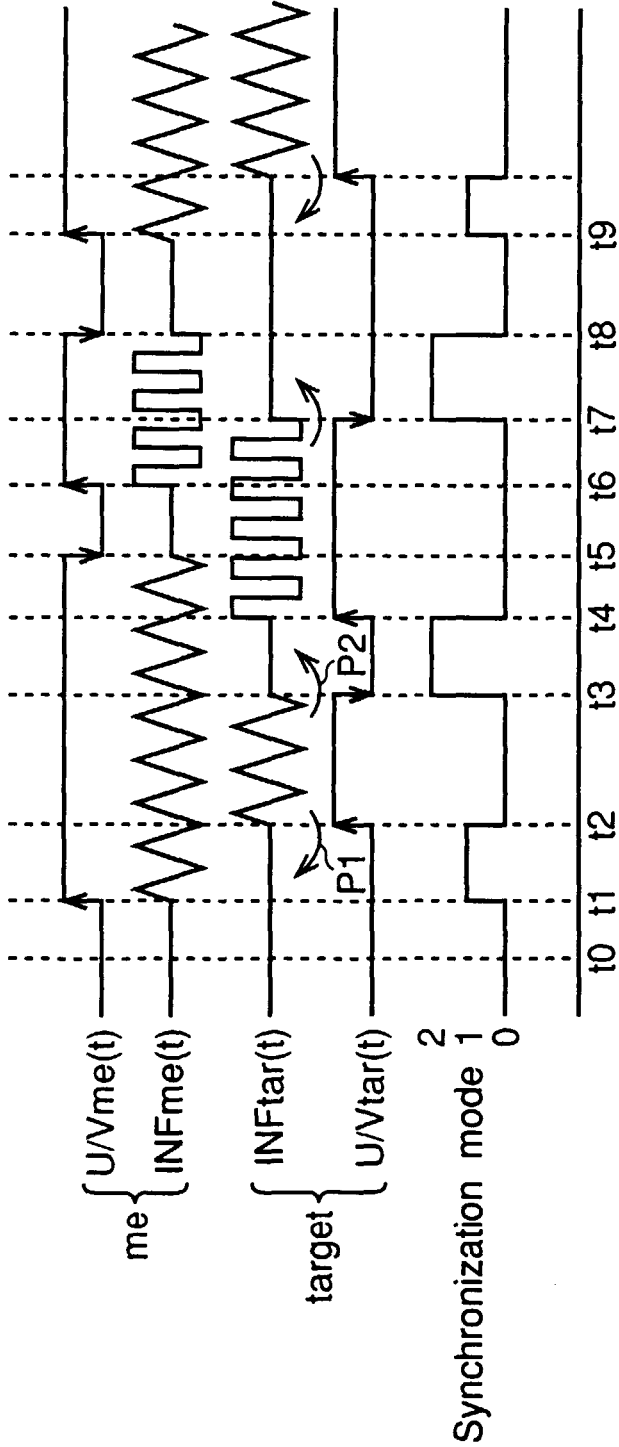 me
U/Vme(t)
INFme(t)
target
INFtar(t)
U/Vtar(t)
P1
P2
Synchronization mode
2
1
0
t0 t1 t2 t3 t4 t5 t6 t7 t8 t9